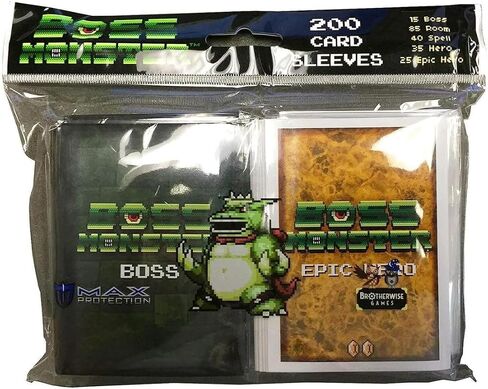 BOSS
MONSTER™
200
CARD
SLEEVES
15 Boss
85 Room
40 Spell
35 Hero
25 Epic Hero
BOSS
MONSTER
BOSS
MAX
PROTECTION
BOSS
MONSTER
EPIC HERO
BROTHERWISE
GAMES